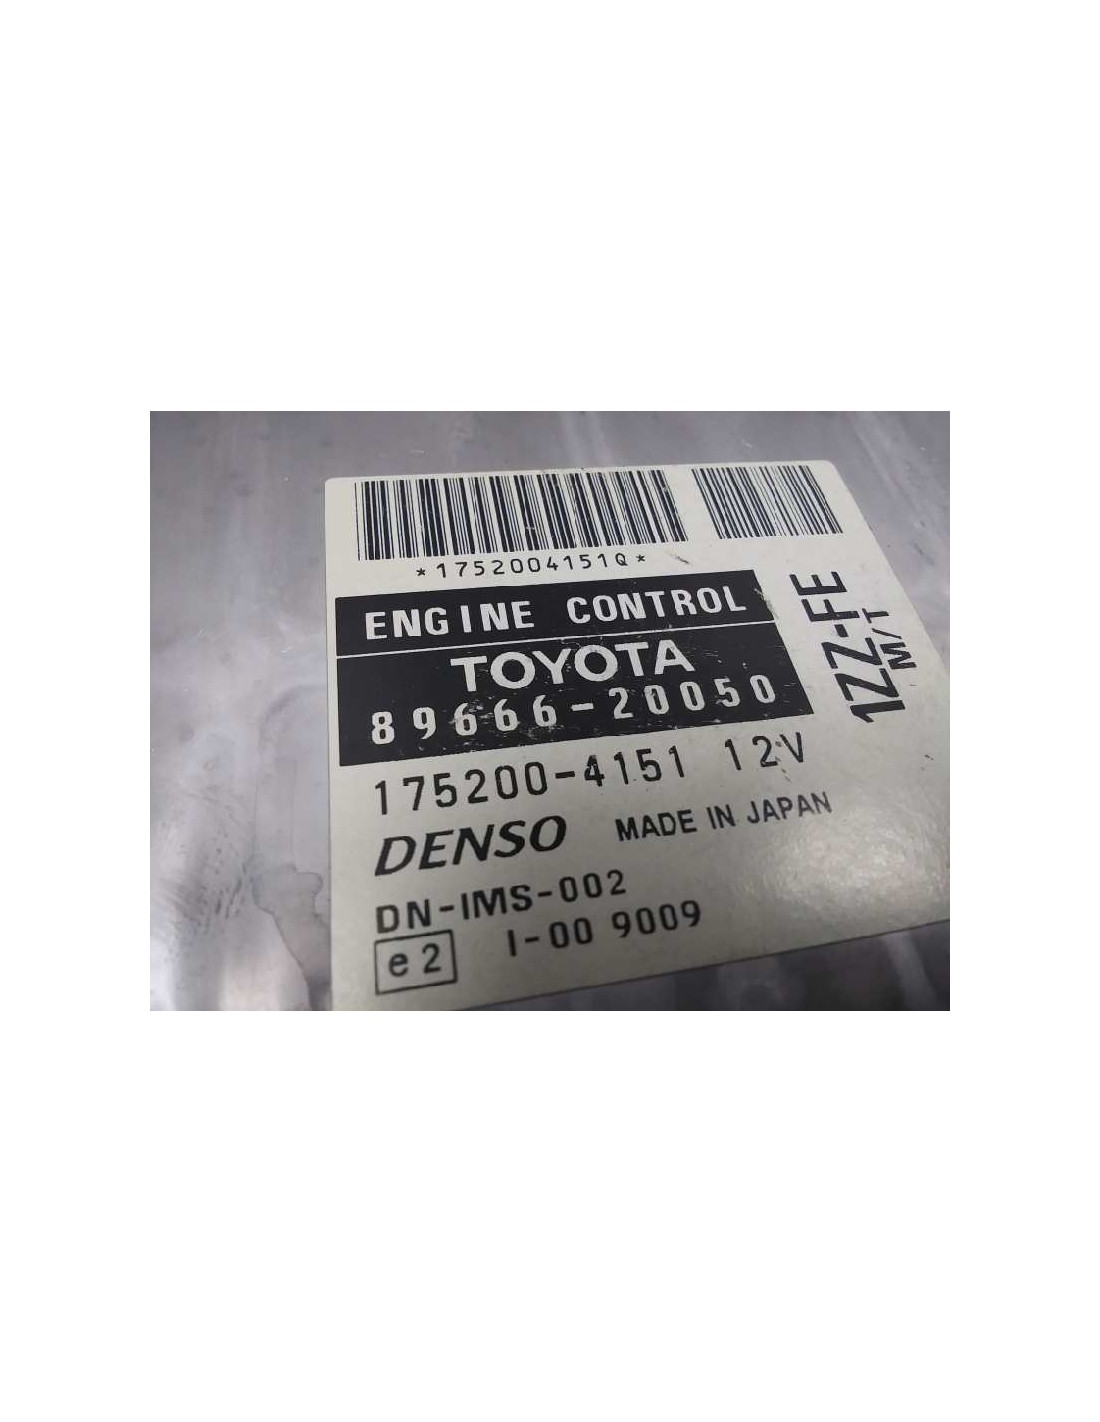 *1752004151Q*
ENGINE CONTROL
TOYOTA
89666-20050
175200-4151 12V
DENSO MADE IN JAPAN
DN-IMS-002
e2 I-00 9009
1ZZ-FE
M/T